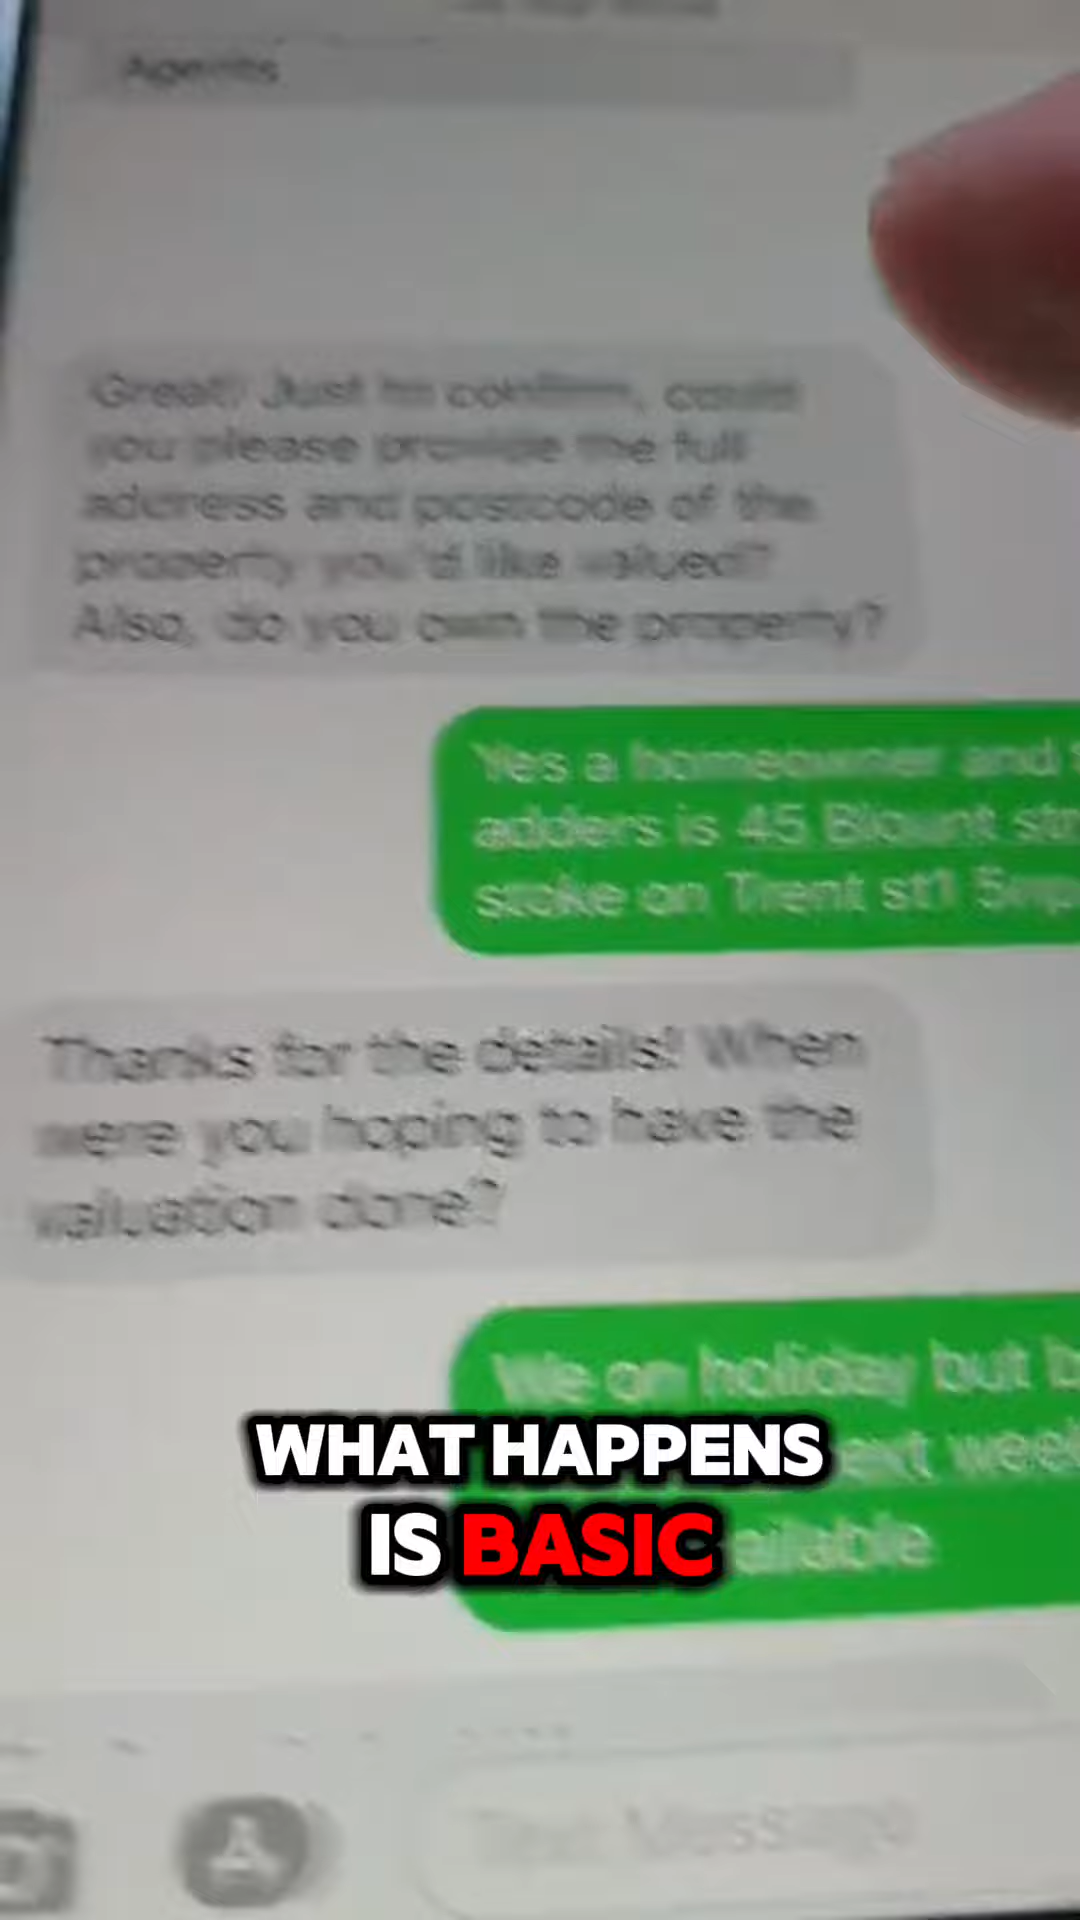 Agents
Great! Just to confirm, could
you please provide the full
address and postcode of the
property you'd like valued?
Also, do you own the property?
Yes a homeowner and
adders is 45 Blount
stoke on Trent st1
Thanks for the details! When
were you hoping to have the
valuation done?
We on holiday but
WHAT HAPPENS
IS BASIC
Text Message